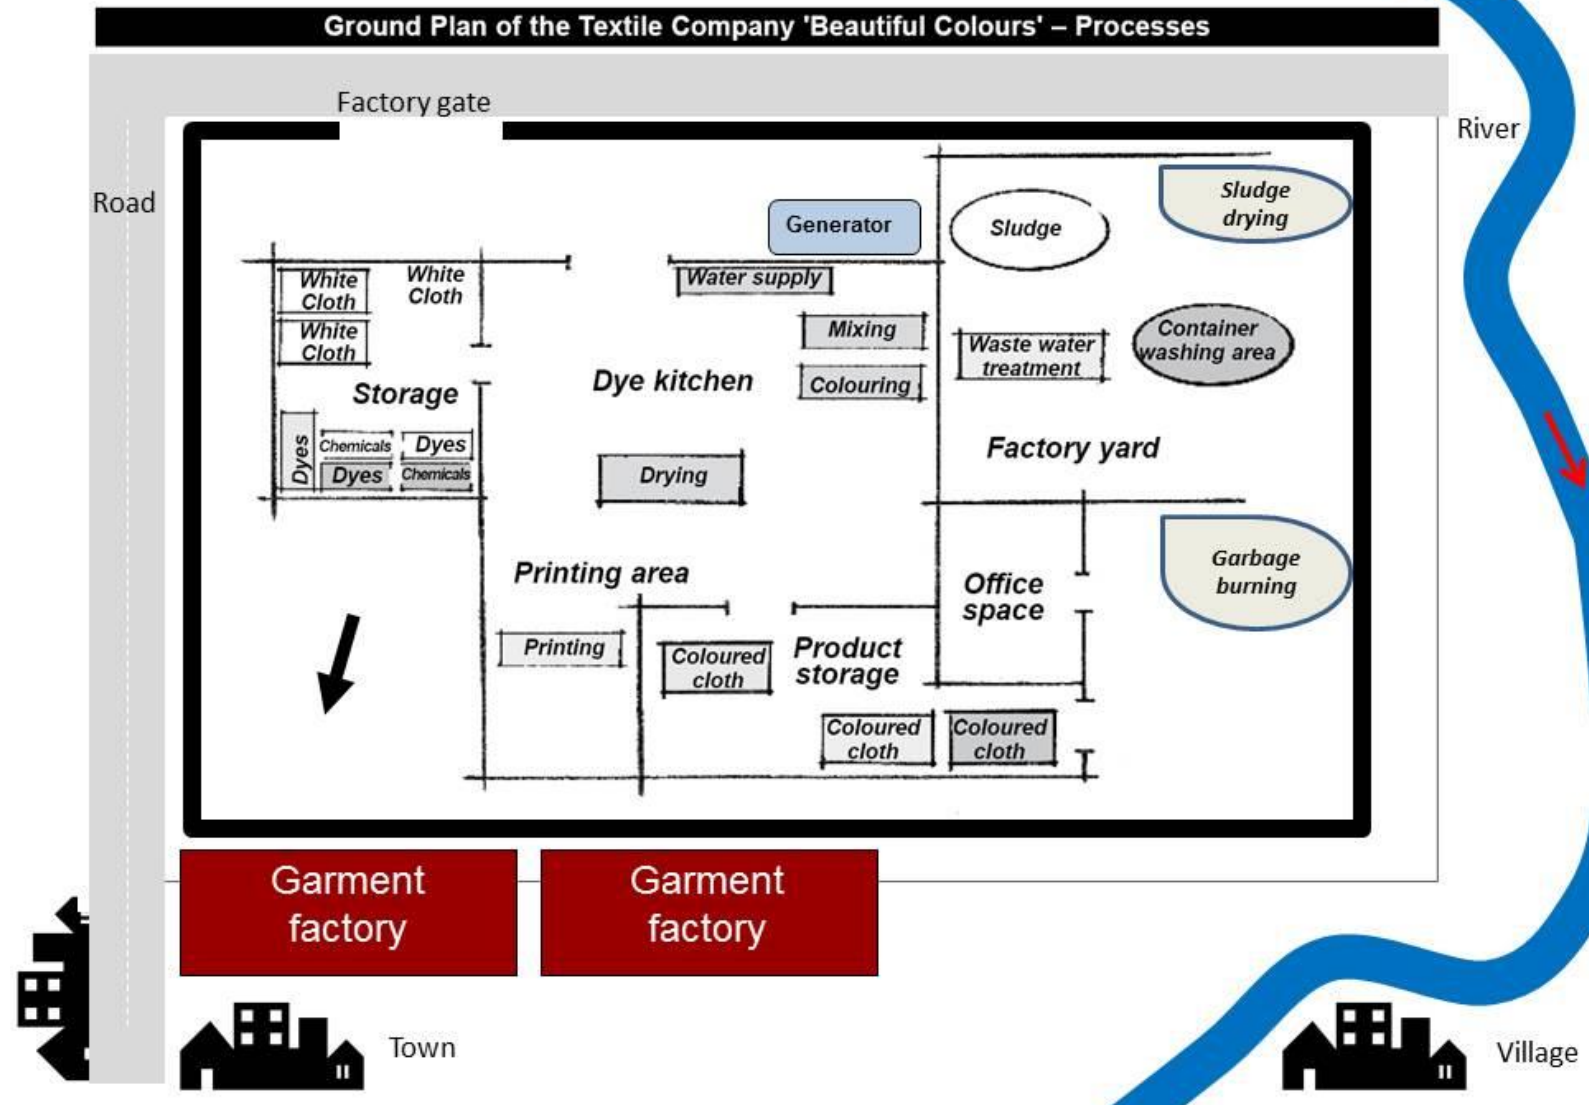 Ground Plan of the Textile Company 'Beautiful Colours' – Processes
Factory gate
River
Road
Generator
Sludge
Sludge
drying
White
Cloth
White
Cloth
White
Cloth
Water supply
Mixing
Colouring
Waste water
treatment
Container
washing area
Storage
Dye kitchen
Dyes
Chemicals
Dyes
Dyes
Chemicals
Drying
Factory yard
Printing area
Office
space
Garbage
burning
Printing
Coloured
cloth
Product
storage
Coloured
cloth
Coloured
cloth
Garment
factory
Garment
factory
Town
Village